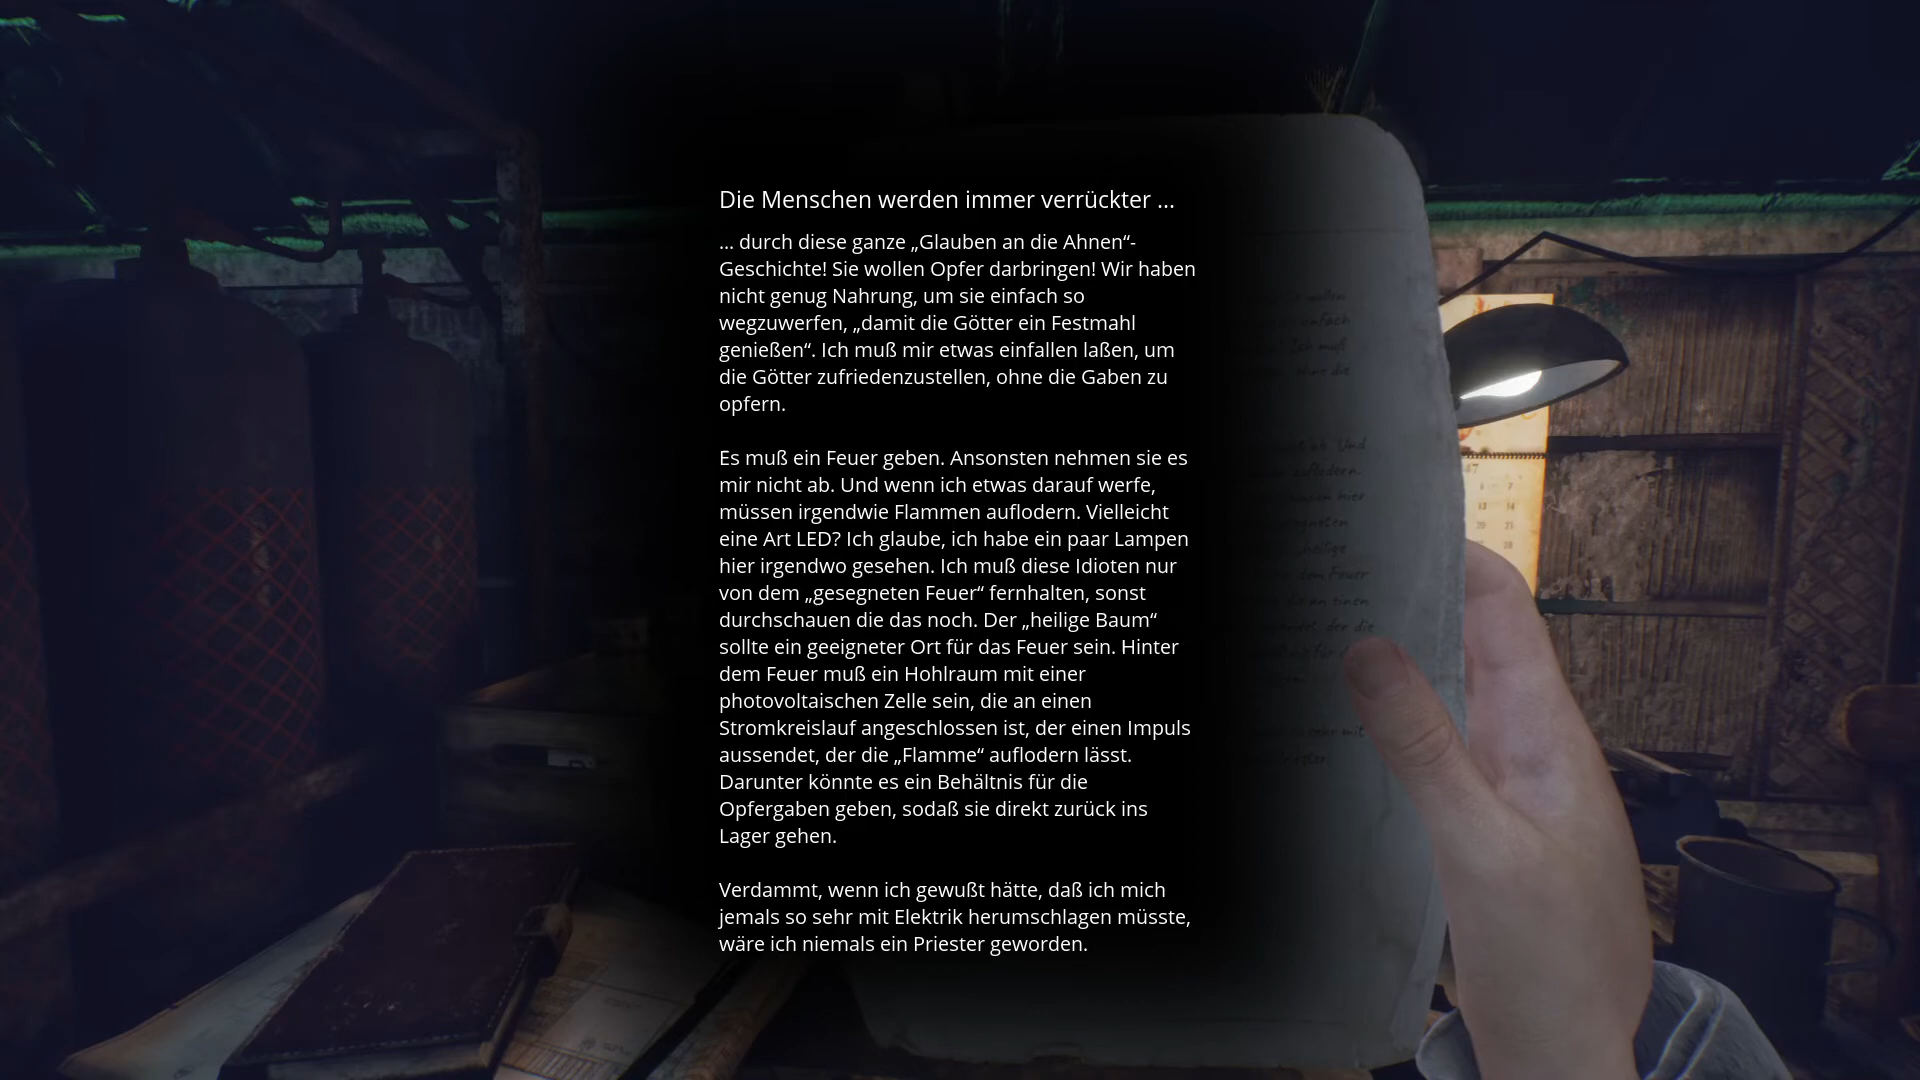 Die Menschen werden immer verrückter ...
... durch diese ganze „Glauben an die Ahnen“-
Geschichte! Sie wollen Opfer darbringen! Wir haben
nicht genug Nahrung, um sie einfach so
wegzuwerfen, „damit die Götter ein Festmahl
genießen“. Ich muß mir etwas einfallen laßen, um
die Götter zufriedenzustellen, ohne die Gaben zu
opfern.
Es muß ein Feuer geben. Ansonsten nehmen sie es
mir nicht ab. Und wenn ich etwas darauf werfe,
müssen irgendwie Flammen auflodern. Vielleicht
eine Art LED? Ich glaube, ich habe ein paar Lampen
hier irgendwo gesehen. Ich muß diese Idioten nur
von dem „gesegneten Feuer“ fernhalten, sonst
durchschauen die das noch. Der „heilige Baum“
sollte ein geeigneter Ort für das Feuer sein. Hinter
dem Feuer muß ein Hohlraum mit einer
photovoltaischen Zelle sein, die an einen
Stromkreislauf angeschlossen ist, der einen Impuls
aussendet, der die „Flamme“ auflodern lässt.
Darunter könnte es ein Behältnis für die
Opfergaben geben, sodaß sie direkt zurück ins
Lager gehen.
Verdammt, wenn ich gewußt hätte, daß ich mich
jemals so sehr mit Elektrik herumschlagen müsste,
wäre ich niemals ein Priester geworden.